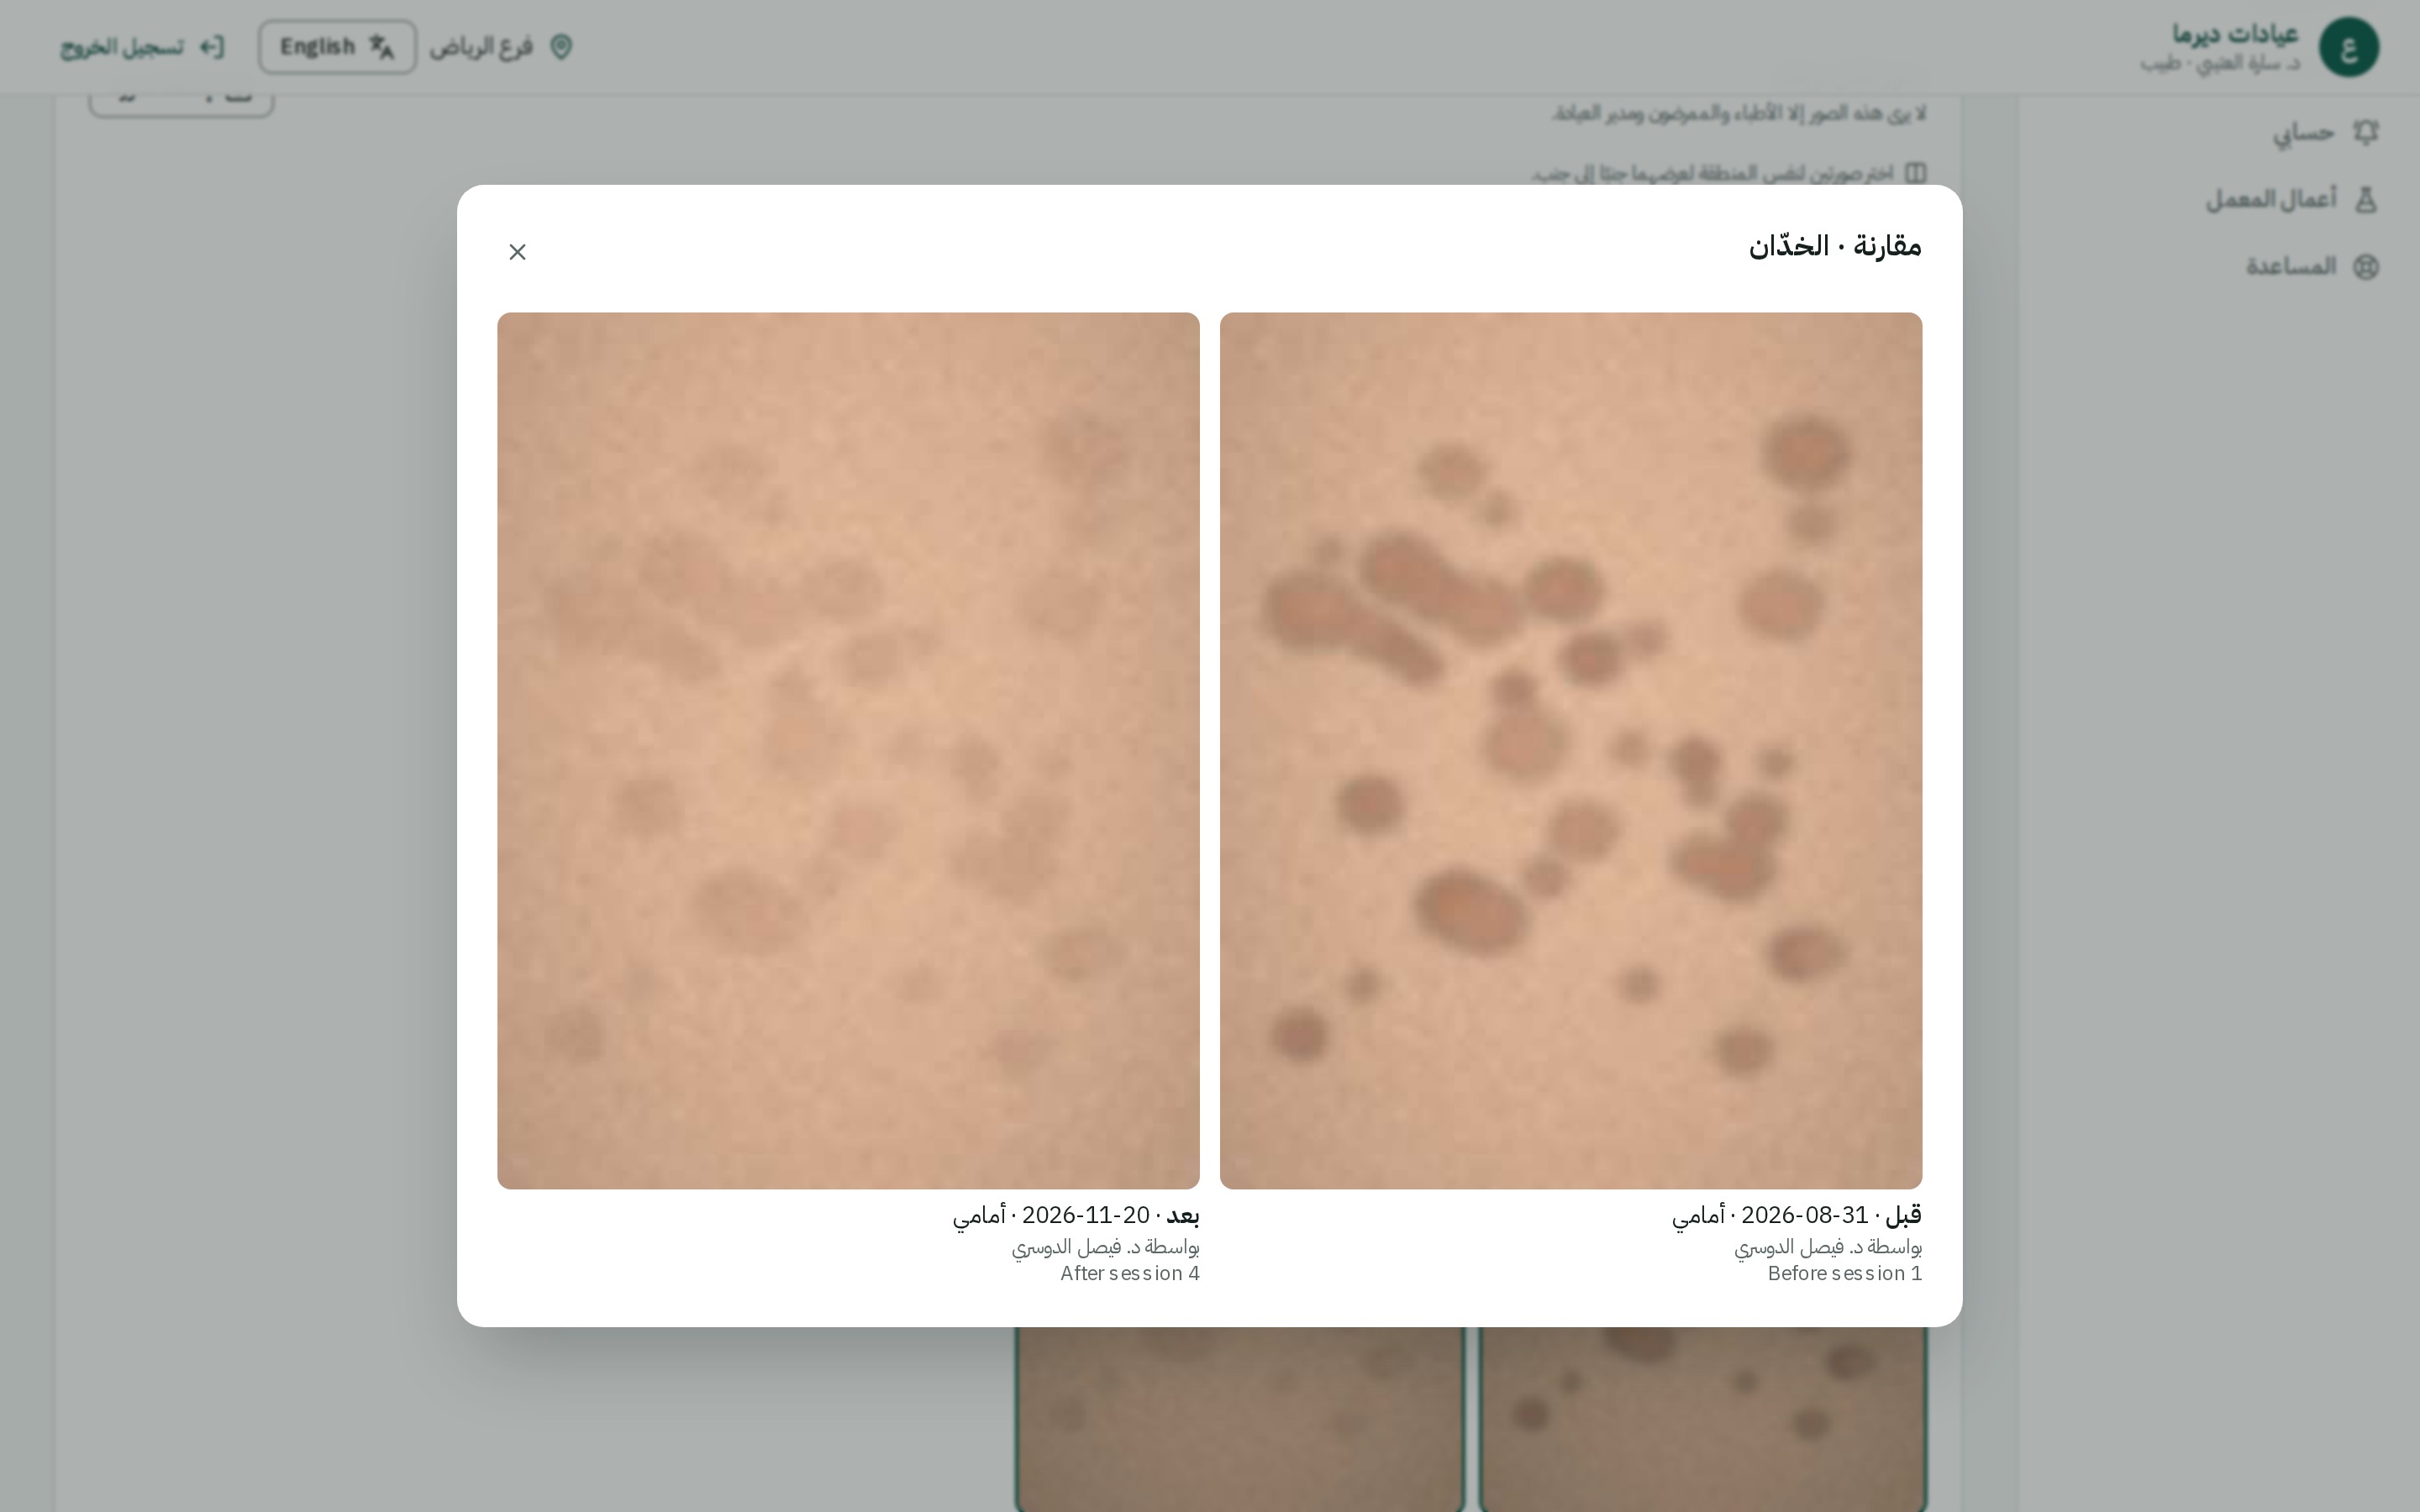 عيادات ديرما
د. سارة العتيبي · طبيب
فرع الرياض
English
تسجيل الخروج
حسابي
أعمال المعمل
المساعدة
لا يرى هذه الصور إلا الأطباء والممرضون ومدير العيادة.
اختر صورتين لنفس المنطقة لعرضهما جنبًا إلى جنب.
مقارنة · الخدّان
قبل · 2026-08-31 · أمامي
بواسطة د. فيصل الدوسري
Before session 1
بعد · 2026-11-20 · أمامي
بواسطة د. فيصل الدوسري
After session 4